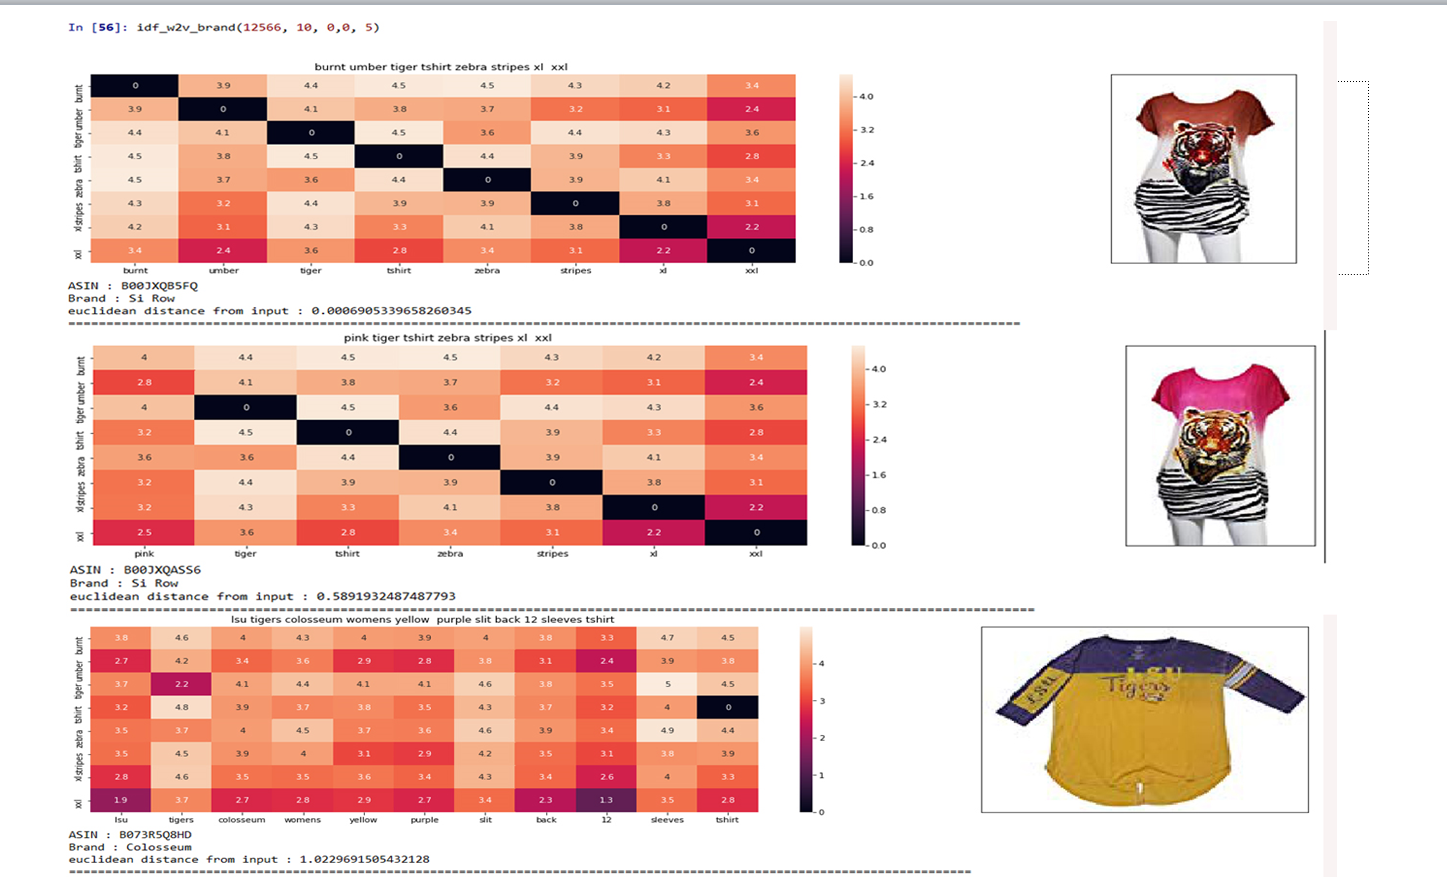 In [56]: idf_w2v_brand(12566, 10, 0,0, 5)
burnt umber tiger tshirt zebra stripes xl  xxl
burnt 0 3.9 4.4 4.5 4.5 4.3 4.2 3.4
umber 3.9 0 4.1 3.8 3.7 3.2 3.1 2.4
tiger 4.4 4.1 0 4.5 3.6 4.4 4.3 3.6
tshirt 4.5 3.8 4.5 0 4.4 3.9 3.3 2.8
zebra 4.5 3.7 3.6 4.4 0 3.9 4.1 3.4
stripes 4.3 3.2 4.4 3.9 3.9 0 3.8 3.1
xl 4.2 3.1 4.3 3.3 4.1 3.8 0 2.2
xxl 3.4 2.4 3.6 2.8 3.4 3.1 2.2 0
burnt umber tiger tshirt zebra stripes xl xxl
4.0
3.2
2.4
1.6
0.8
0.0
ASIN : B00JXQB5FQ
Brand : Si Row
euclidean distance from input : 0.0006905339658260345
pink tiger tshirt zebra stripes xl  xxl
burnt 4 4.4 4.5 4.5 4.3 4.2 3.4
umber 2.8 4.1 3.8 3.7 3.2 3.1 2.4
tiger 4 0 4.5 3.6 4.4 4.3 3.6
tshirt 3.2 4.5 0 4.4 3.9 3.3 2.8
zebra 3.6 3.6 4.4 0 3.9 4.1 3.4
stripes 3.2 4.4 3.9 3.9 0 3.8 3.1
xl 3.2 4.3 3.3 4.1 3.8 0 2.2
xxl 2.5 3.6 2.8 3.4 3.1 2.2 0
pink tiger tshirt zebra stripes xl xxl
4.0
3.2
2.4
1.6
0.8
0.0
ASIN : B00JXQASS6
Brand : Si Row
euclidean distance from input : 0.5891932487487793
lsu tigers colosseum womens yellow  purple slit back 12 sleeves tshirt
burnt 3.8 4.6 4 4.3 4 3.9 4 3.8 3.3 4.7 4.5
umber 2.7 4.2 3.4 3.6 2.9 2.8 3.8 3.1 2.4 3.9 3.8
tiger 3.7 2.2 4.1 4.4 4.1 4.1 4.6 3.8 3.5 5 4.5
tshirt 3.2 4.8 3.9 3.7 3.8 3.5 4.3 3.7 3.2 4 0
zebra 3.5 3.7 4 4.5 3.7 3.6 4.6 3.9 3.4 4.9 4.4
stripes 3.5 4.5 3.9 4 3.1 2.9 4.2 3.5 3.1 3.8 3.9
xl 2.8 4.6 3.5 3.5 3.6 3.4 4.3 3.4 2.6 4 3.3
xxl 1.9 3.7 2.7 2.8 2.9 2.7 3.4 2.3 1.3 3.5 2.8
lsu tigers colosseum womens yellow purple slit back 12 sleeves tshirt
4
3
2
1
0
LSU
Tigers
LSU
ASIN : B073R5Q8HD
Brand : Colosseum
euclidean distance from input : 1.0229691505432128